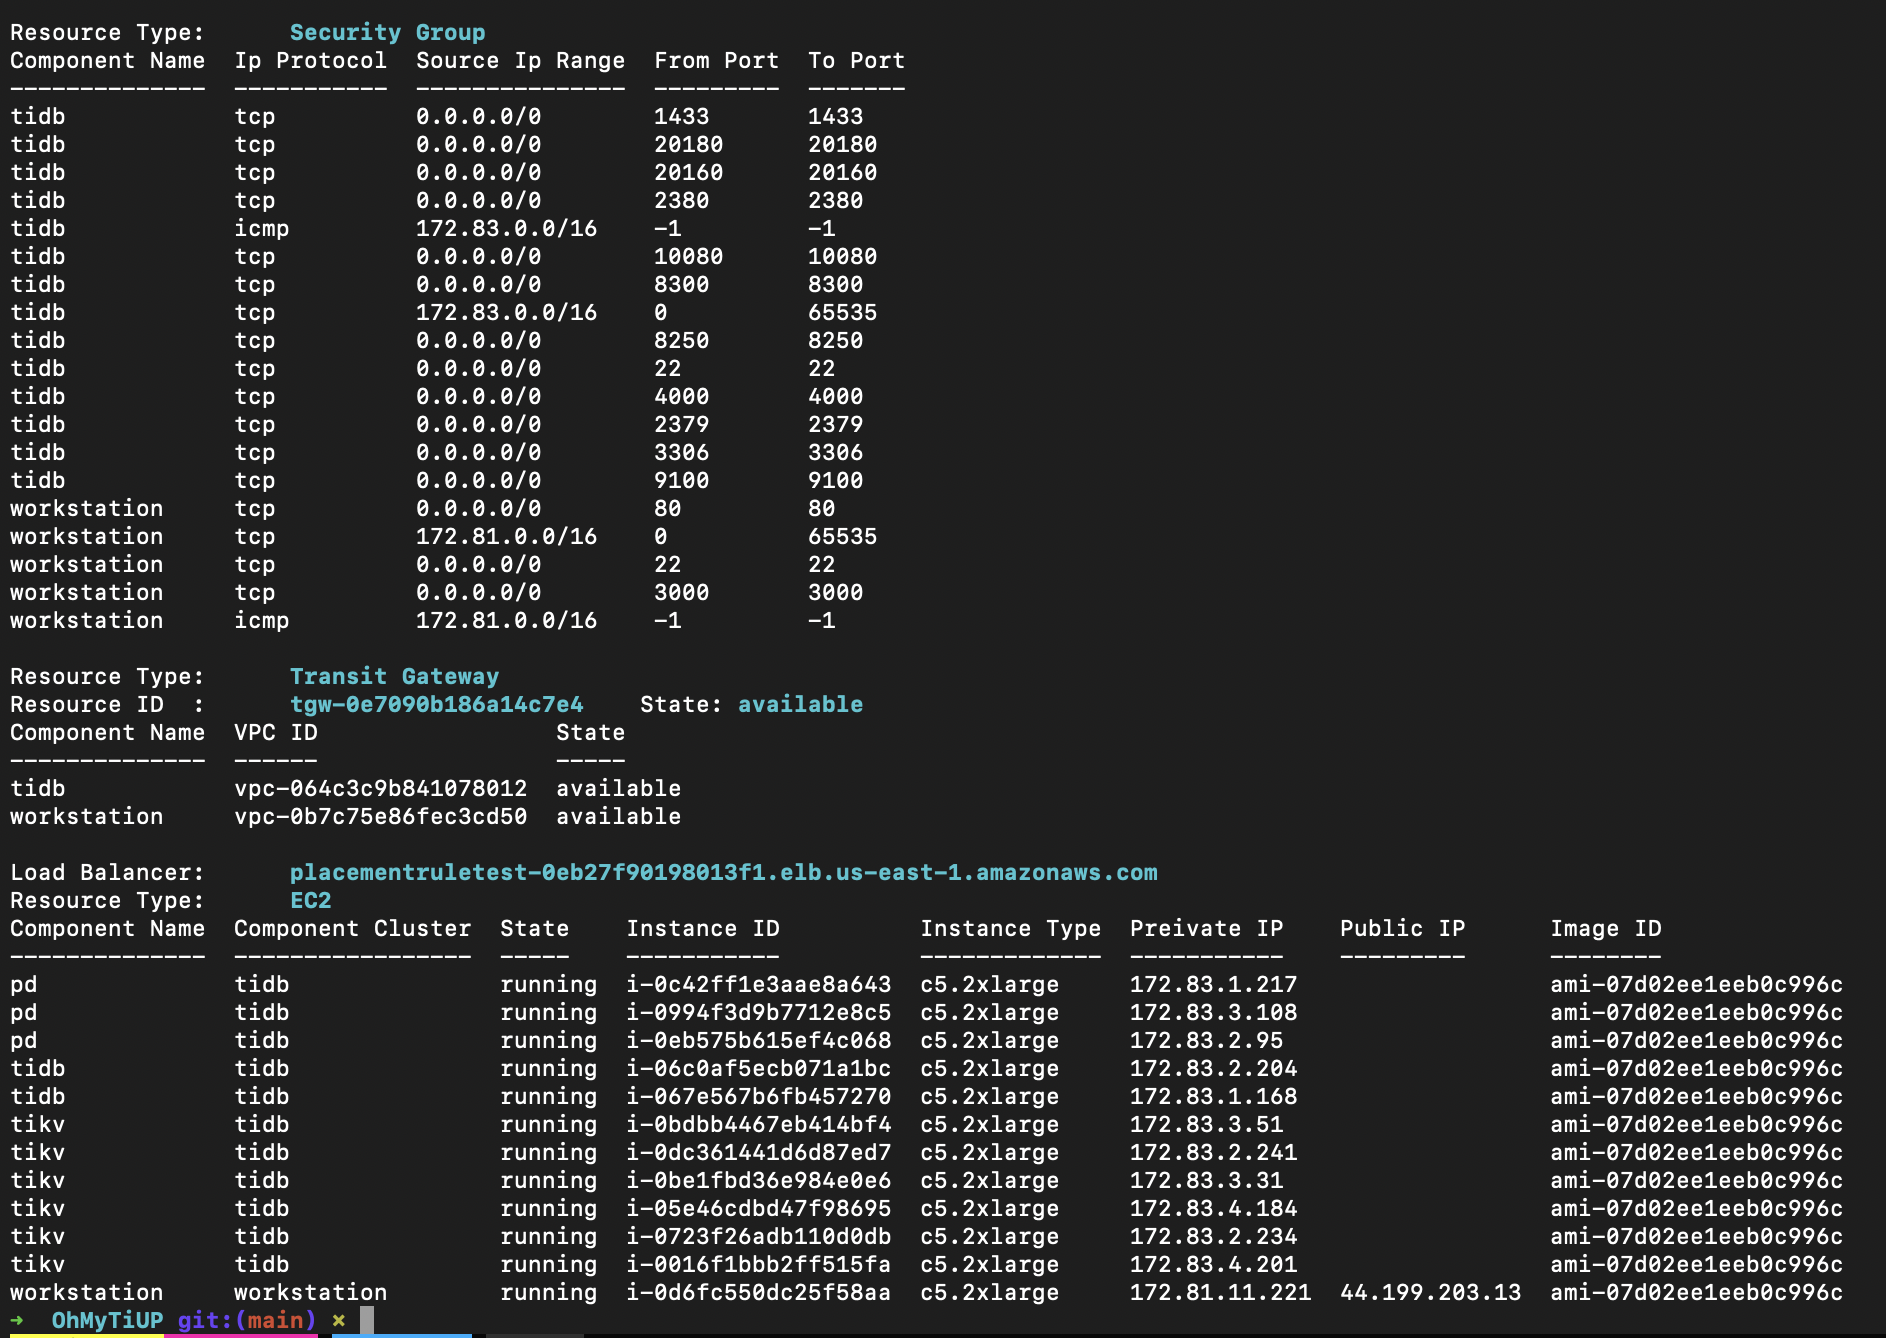 Resource Type:      Security Group
Component Name  Ip Protocol  Source Ip Range  From Port  To Port
--------------  -----------  ---------------  ---------  -------
tidb            tcp          0.0.0.0/0        1433       1433
tidb            tcp          0.0.0.0/0        20180      20180
tidb            tcp          0.0.0.0/0        20160      20160
tidb            tcp          0.0.0.0/0        2380       2380
tidb            icmp         172.83.0.0/16    -1         -1
tidb            tcp          0.0.0.0/0        10080      10080
tidb            tcp          0.0.0.0/0        8300       8300
tidb            tcp          172.83.0.0/16    0          65535
tidb            tcp          0.0.0.0/0        8250       8250
tidb            tcp          0.0.0.0/0        22         22
tidb            tcp          0.0.0.0/0        4000       4000
tidb            tcp          0.0.0.0/0        2379       2379
tidb            tcp          0.0.0.0/0        3306       3306
tidb            tcp          0.0.0.0/0        9100       9100
workstation     tcp          0.0.0.0/0        80         80
workstation     tcp          172.81.0.0/16    0          65535
workstation     tcp          0.0.0.0/0        22         22
workstation     tcp          0.0.0.0/0        3000       3000
workstation     icmp         172.81.0.0/16    -1         -1

Resource Type:      Transit Gateway
Resource ID  :      tgw-0e7090b186a14c7e4    State: available
Component Name  VPC ID                 State
--------------  ------                 -----
tidb            vpc-064c3c9b841078012  available
workstation     vpc-0b7c75e86fec3cd50  available

Load Balancer:      placementruletest-0eb27f90198013f1.elb.us-east-1.amazonaws.com
Resource Type:      EC2
Component Name  Component Cluster  State    Instance ID          Instance Type  Preivate IP    Public IP      Image ID
--------------  -----------------  -----    -----------          -------------  -----------    ---------      --------
pd              tidb               running  i-0c42ff1e3aae8a643  c5.2xlarge     172.83.1.217                  ami-07d02ee1eeb0c996c
pd              tidb               running  i-0994f3d9b7712e8c5  c5.2xlarge     172.83.3.108                  ami-07d02ee1eeb0c996c
pd              tidb               running  i-0eb575b615ef4c068  c5.2xlarge     172.83.2.95                   ami-07d02ee1eeb0c996c
tidb            tidb               running  i-06c0af5ecb071a1bc  c5.2xlarge     172.83.2.204                  ami-07d02ee1eeb0c996c
tidb            tidb               running  i-067e567b6fb457270  c5.2xlarge     172.83.1.168                  ami-07d02ee1eeb0c996c
tikv            tidb               running  i-0bdbb4467eb414bf4  c5.2xlarge     172.83.3.51                   ami-07d02ee1eeb0c996c
tikv            tidb               running  i-0dc361441d6d87ed7  c5.2xlarge     172.83.2.241                  ami-07d02ee1eeb0c996c
tikv            tidb               running  i-0be1fbd36e984e0e6  c5.2xlarge     172.83.3.31                   ami-07d02ee1eeb0c996c
tikv            tidb               running  i-05e46cdbd47f98695  c5.2xlarge     172.83.4.184                  ami-07d02ee1eeb0c996c
tikv            tidb               running  i-0723f26adb110d0db  c5.2xlarge     172.83.2.234                  ami-07d02ee1eeb0c996c
tikv            tidb               running  i-0016f1bbb2ff515fa  c5.2xlarge     172.83.4.201                  ami-07d02ee1eeb0c996c
workstation     workstation        running  i-0d6fc550dc25f58aa  c5.2xlarge     172.81.11.221  44.199.203.13  ami-07d02ee1eeb0c996c
➜  OhMyTiUP git:(main) ×